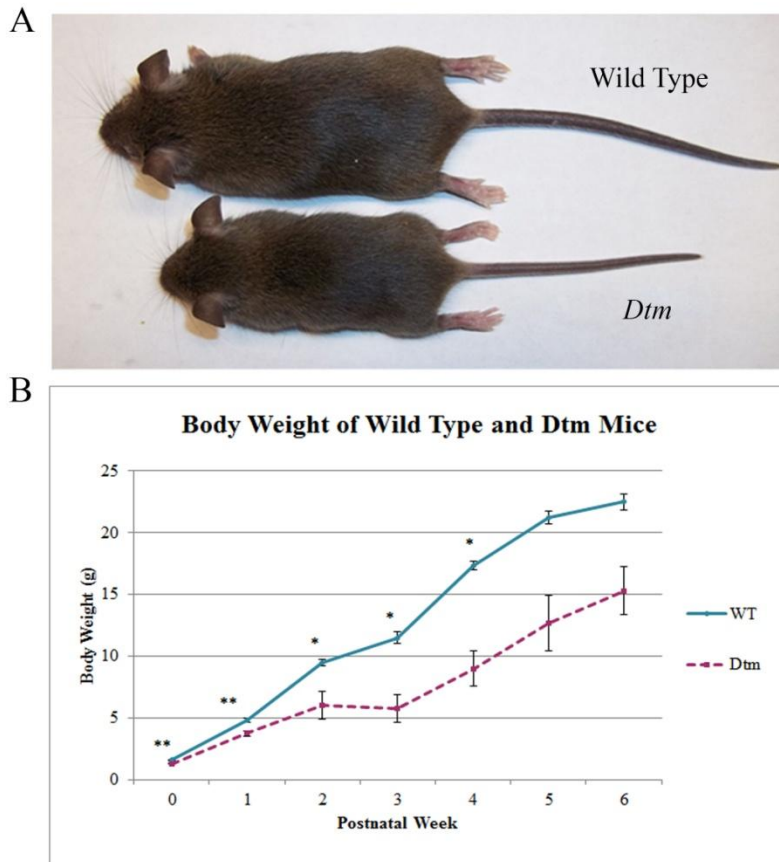 A
Wild Type
Dtm
B
Body Weight of Wild Type and Dtm Mice
25
20
15
10
5
0
Body Weight (g)
**
**
*
*
*
0 1 2 3 4 5 6
Postnatal Week
WT
Dtm